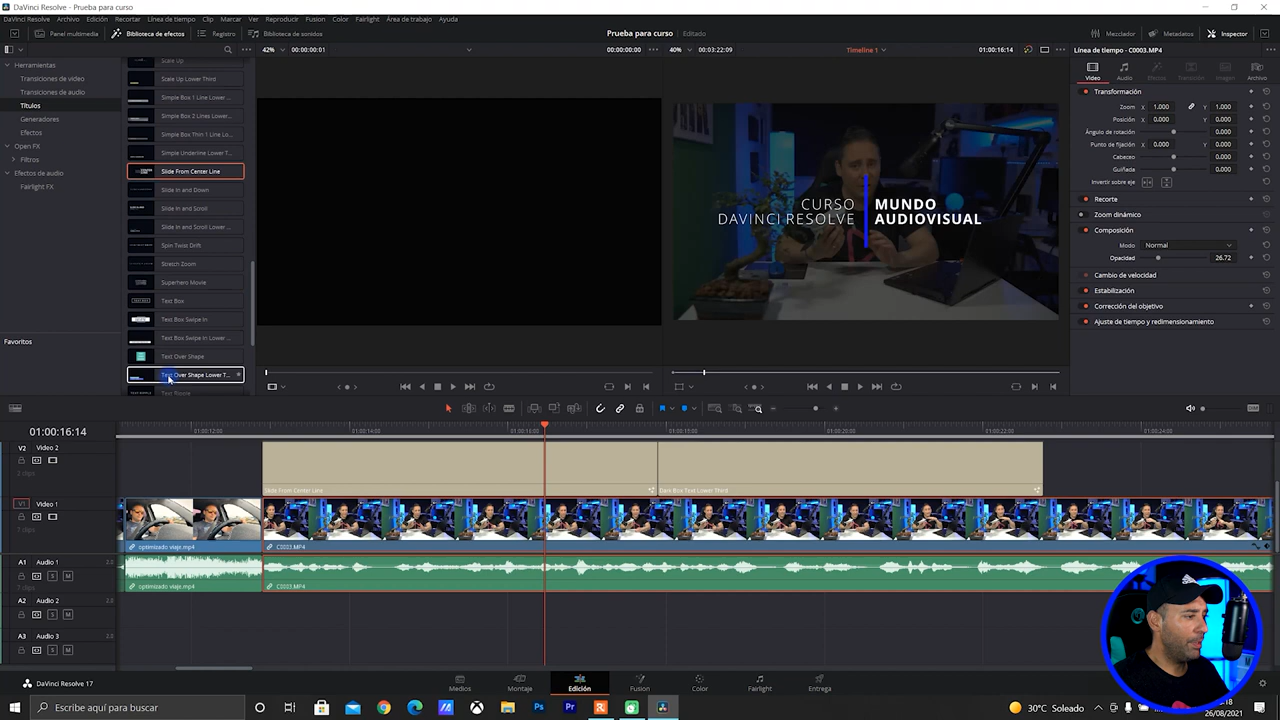 DaVinci Resolve - Prueba para curso
DaVinci Resolve Archivo Edición Recortar Línea de tiempo Clip Marcar Ver Reproducir Fusion Color Fairlight Área de trabajo Ayuda
Panel multimedia Biblioteca de efectos Registro Biblioteca de sonidos Prueba para curso Editado Mezclador Metadatos Inspector
42% 00:00:00:01 00:00:00:00 40% 00:03:22:09 Timeline 1 01:00:16:14 Línea de tiempo - C0003.MP4
Herramientas
Transiciones de vídeo
Transiciones de audio
Títulos
Generadores
Efectos
Open FX
Filtros
Efectos de audio
Fairlight FX
Favoritos
Scale Up
Scale Up Lower Third
Simple Box 1 Line Lower ...
Simple Box 2 Lines Lower ...
Simple Box Thin 1 Line Lo...
Simple Underline Lower T...
Slide From Center Line
Slide In and Down
Slide In and Scroll
Slide In and Scroll Lower ...
Spin Twist Drift
Stretch Zoom
Superhero Movie
Text Box
Text Box Swipe In
Text Box Swipe In Lower ...
Text Over Shape
Text Over Shape Lower T...
Text Ripple
CURSO
DAVINCI RESOLVE
MUNDO
AUDIOVISUAL
Vídeo Audio Efectos Transición Imagen Archivo
Transformación
Zoom X 1.000 Y 1.000
Posición X 0.000 Y 0.000
Ángulo de rotación 0.000
Punto de fijación X 0.000 Y 0.000
Cabeceo 0.000
Guiñada 0.000
Invertir sobre eje
Recorte
Zoom dinámico
Composición
Modo Normal
Opacidad 26.72
Cambio de velocidad
Estabilización
Corrección del objetivo
Ajuste de tiempo y redimensionamiento
DIM
01:00:16:14 01:00:12:00 01:00:14:00 01:00:16:00 01:00:20:00 01:00:22:00 01:00:24:00
V2 Video 2
Slide From Center Line Dark Box Text Lower Third
V1 Video 1
optimizado viaje.mp4 C0003.MP4
A1 Audio 1 2.0
S M
optimizado viaje.mp4 C0003.MP4
A2 Audio 2 2.0
S M
A3 Audio 3 2.0
S M
DaVinci Resolve 17 Medios Montaje Edición Fusion Color Fairlight Entrega
Escribe aquí para buscar
30°C Soleado
26/08/2021